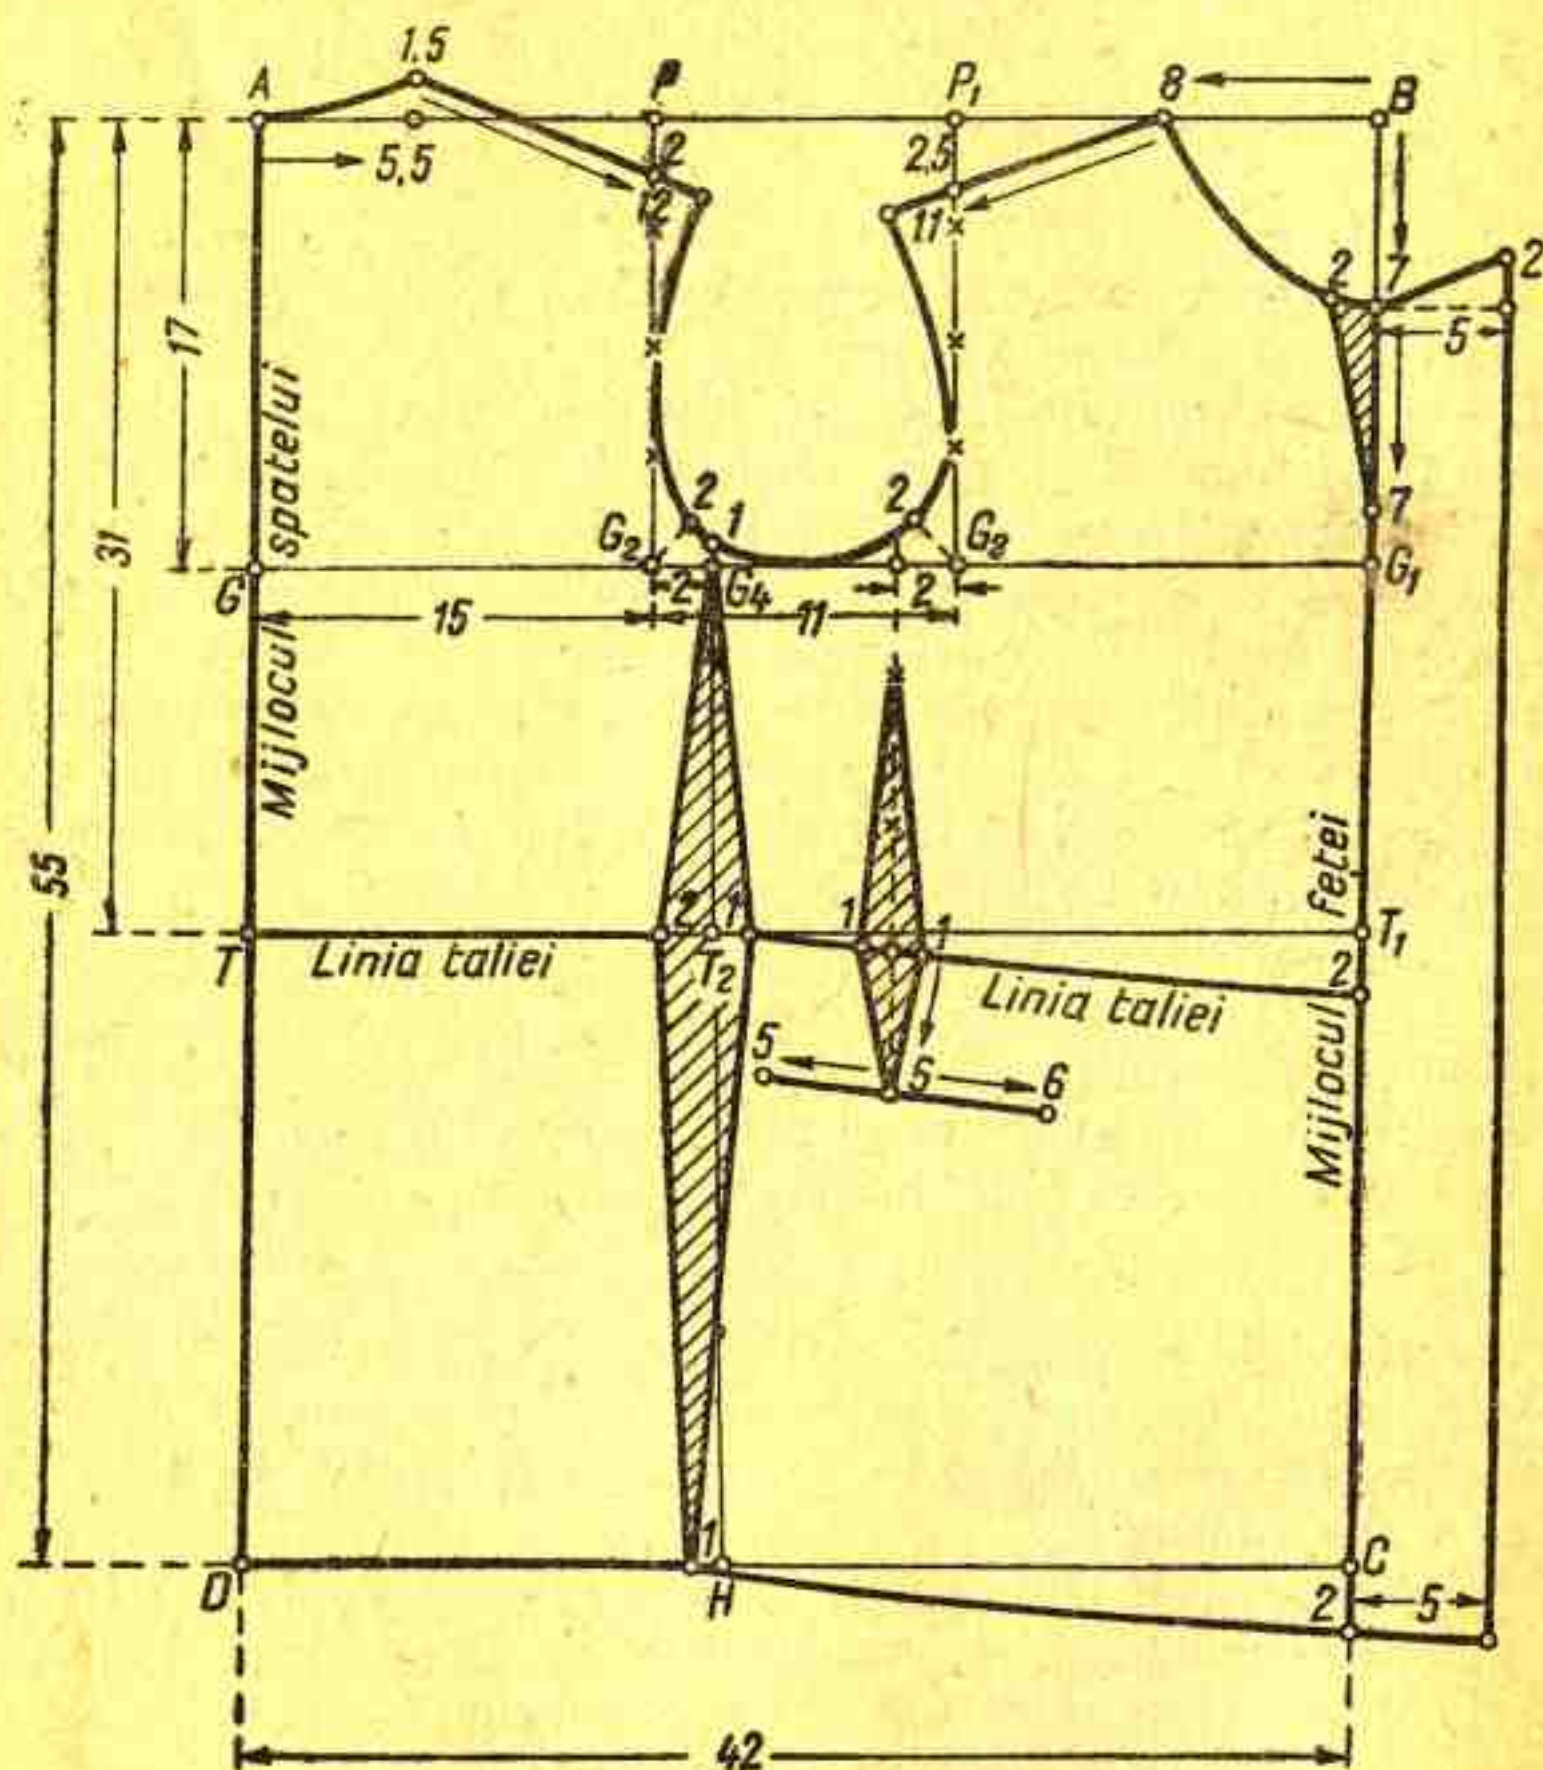 1.5
A P P₁ 8 B
5,5 2 2,5
12 11
2 7 2
5
17
Mijlocul spatelui
31
2 1 2 7
G₂ G₂
G 2 G₄ 2 G₁
15 11
55
Mijlocul feței
2 1 1 1 T₁
T Linia taliei T₂ 2
Linia taliei
5 5 6
1 C
D H 2 5
42